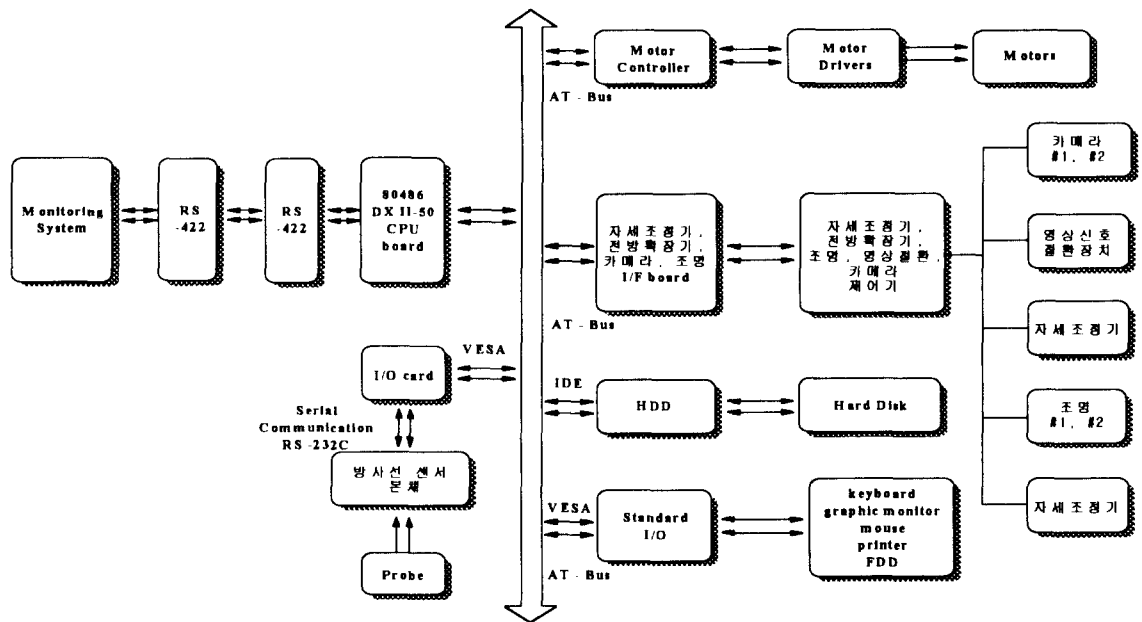 Motor
Controller
Motor
Drivers
Motors
AT - Bus
Monitoring
System
RS
-422
RS
-422
80486
DX II-50
CPU
board
자세조정기,
전방확장기,
카메라, 조명
I/F board
자세조정기,
전방확장기,
조명, 영상절환,
카메라
제어기
카메라
#1, #2
영상신호
절환장치
자세조정기
조명
#1, #2
자세조정기
AT - Bus
VESA
I/O card
Serial
Communication
RS -232C
방사선 센서
본체
Probe
IDE
HDD
Hard Disk
VESA
Standard
I/O
keyboard
graphic monitor
mouse
printer
FDD
AT - Bus